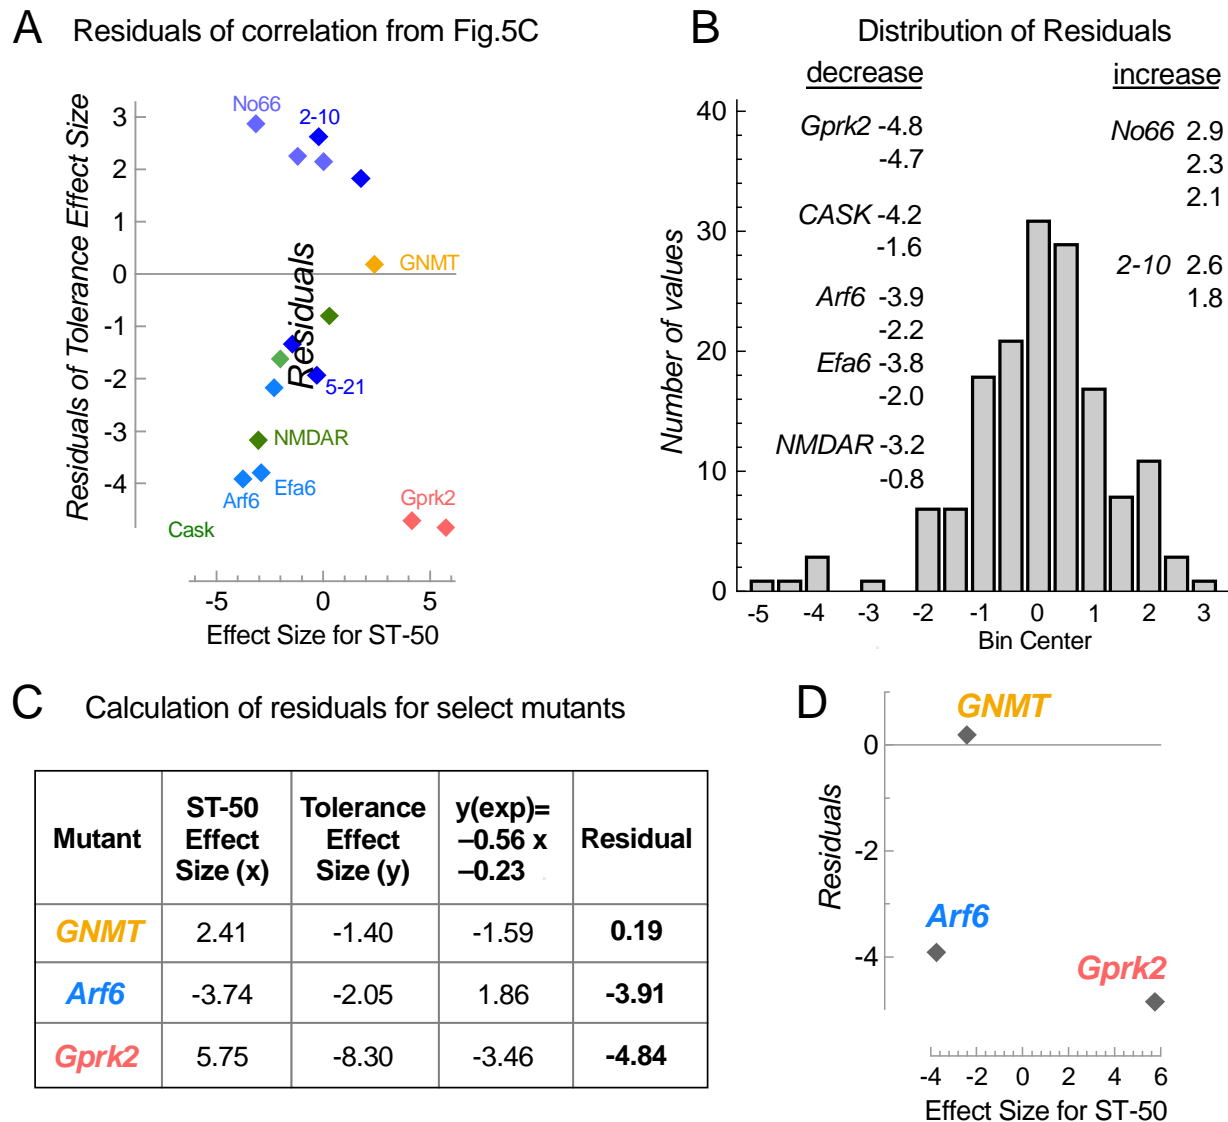 A Residuals of correlation from Fig.5C
Residuals of Tolerance Effect Size
3
2
1
0
-1
-2
-3
-4
No66
2-10
GNMT
Residuals
5-21
NMDAR
Arf6
Efa6
Gprk2
Cask
-5 0 5
Effect Size for ST-50
B Distribution of Residuals
decrease increase
Gprk2 -4.8
-4.7
CASK -4.2
-1.6
Arf6 -3.9
-2.2
Efa6 -3.8
-2.0
NMDAR -3.2
-0.8
No66 2.9
2.3
2.1
2-10 2.6
1.8
Number of values
40
30
20
10
0
-5 -4 -3 -2 -1 0 1 2 3
Bin Center
C Calculation of residuals for select mutants
Mutant
ST-50
Effect
Size (x)
Tolerance
Effect
Size (y)
y(exp)=
–0.56 x
–0.23
Residual
GNMT 2.41 -1.40 -1.59 0.19
Arf6 -3.74 -2.05 1.86 -3.91
Gprk2 5.75 -8.30 -3.46 -4.84
D
GNMT
Residuals
0
-2
-4
Arf6
Gprk2
-4 -2 0 2 4 6
Effect Size for ST-50